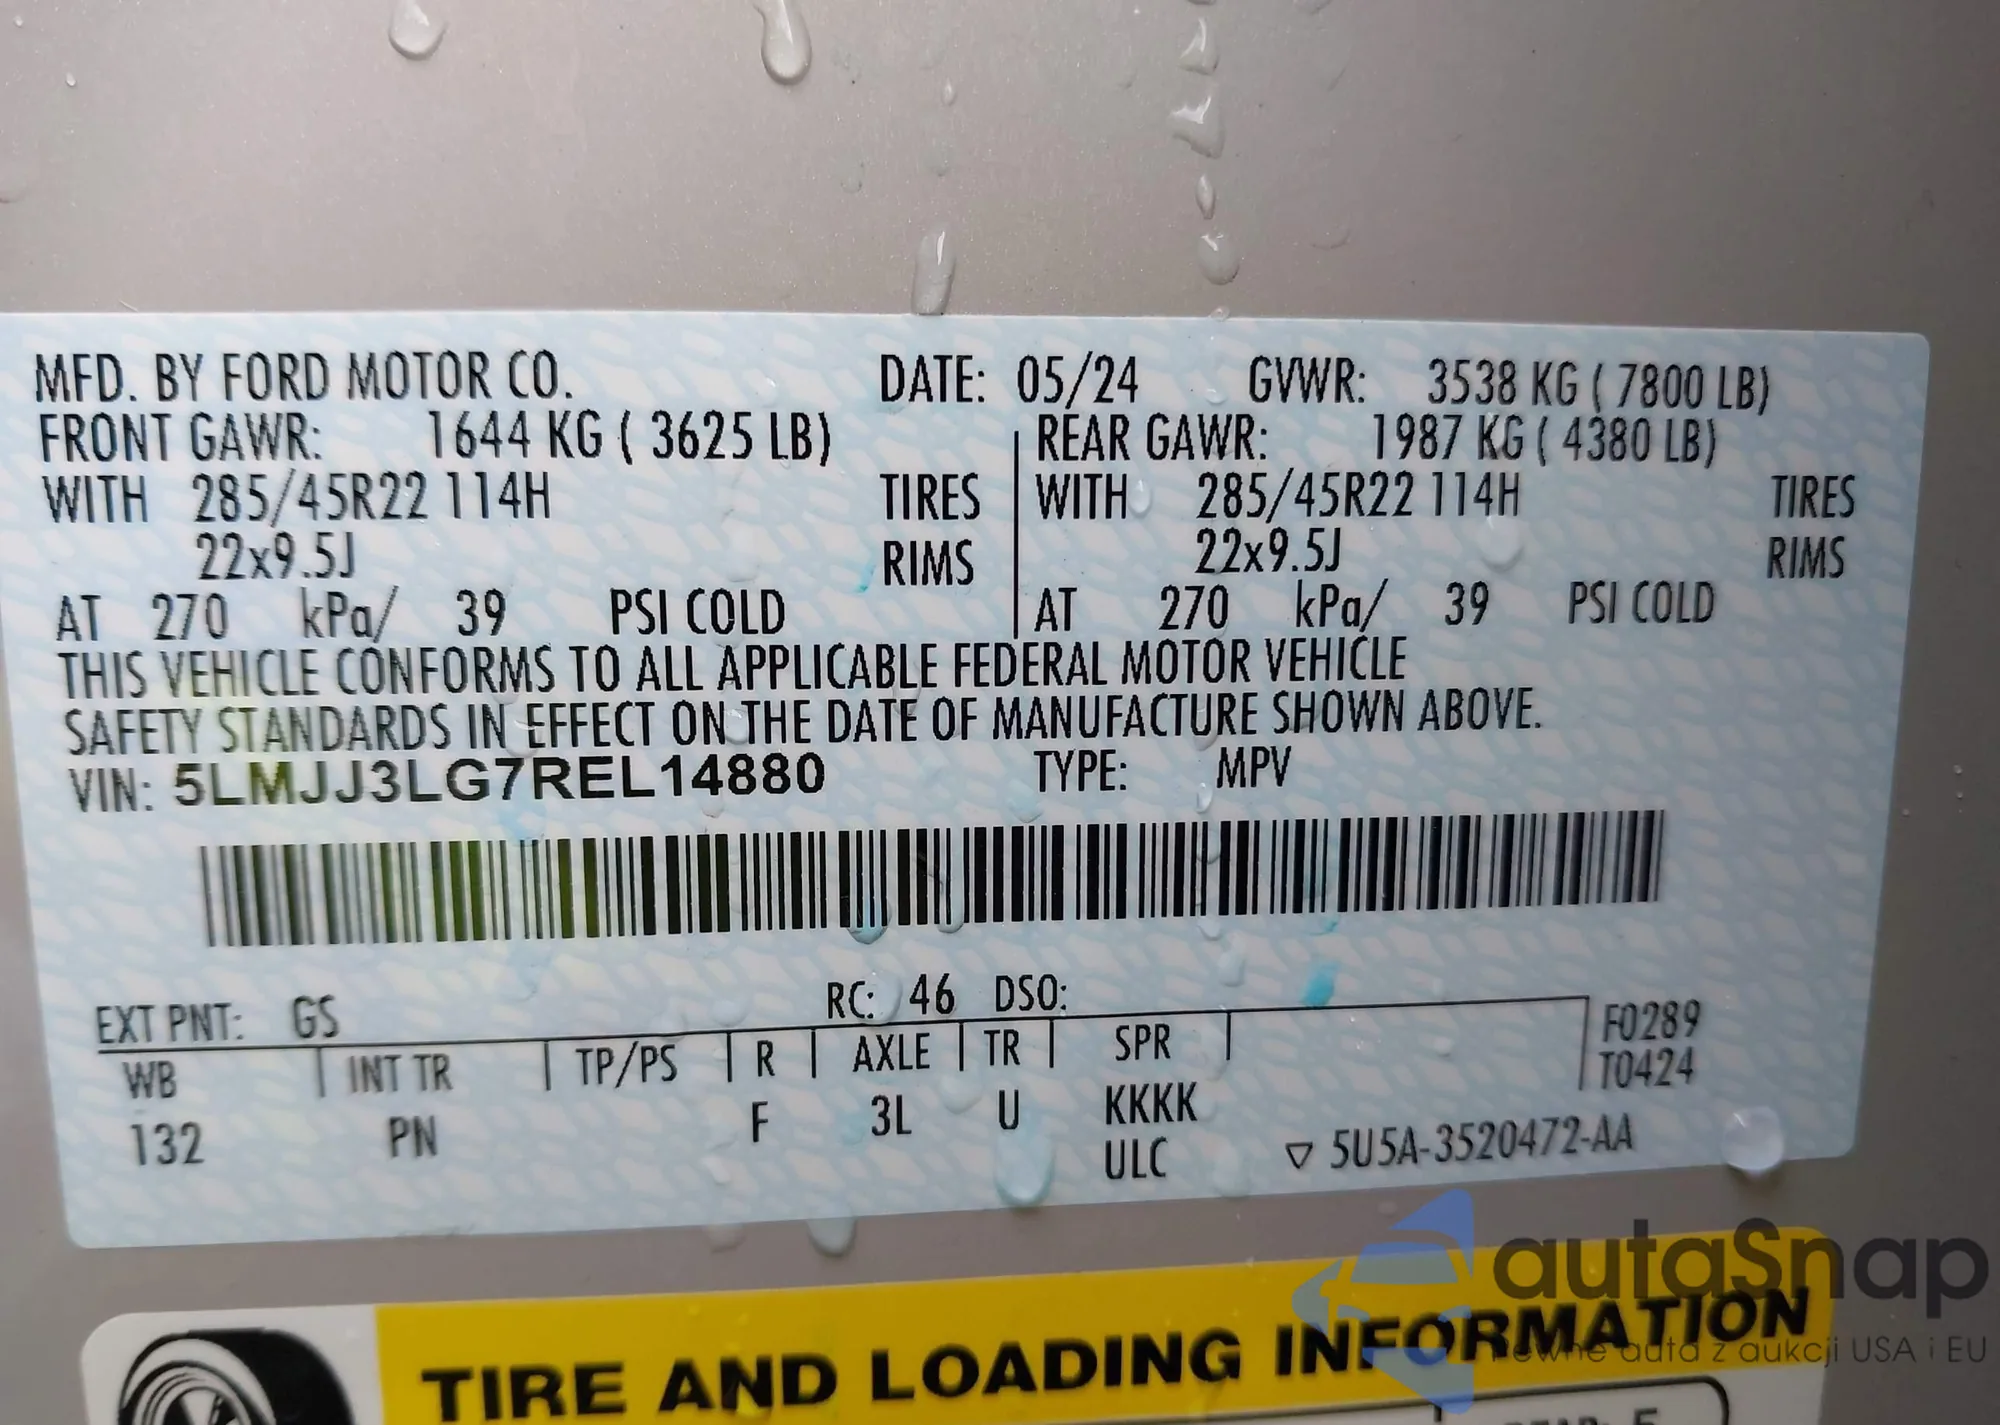 MFD. BY FORD MOTOR CO. DATE: 05/24 GVWR: 3538 KG ( 7800 LB)
FRONT GAWR: 1644 KG ( 3625 LB) REAR GAWR: 1987 KG ( 4380 LB)
WITH 285/45R22 114H TIRES WITH 285/45R22 114H TIRES
22x9.5J RIMS 22x9.5J RIMS
AT 270 kPa/ 39 PSI COLD AT 270 kPa/ 39 PSI COLD
THIS VEHICLE CONFORMS TO ALL APPLICABLE FEDERAL MOTOR VEHICLE
SAFETY STANDARDS IN EFFECT ON THE DATE OF MANUFACTURE SHOWN ABOVE.
VIN: 5LMJJ3LG7REL14880 TYPE: MPV
EXT PNT: GS RC: 46 DSO:
WB INT TR TP/PS R AXLE TR SPR F0289
T0424
132 PN F 3L U KKKK
ULC ▽ 5U5A-3520472-AA
autaSnap
Pewne auta z aukcji USA i EU
TIRE AND LOADING INFORMATION